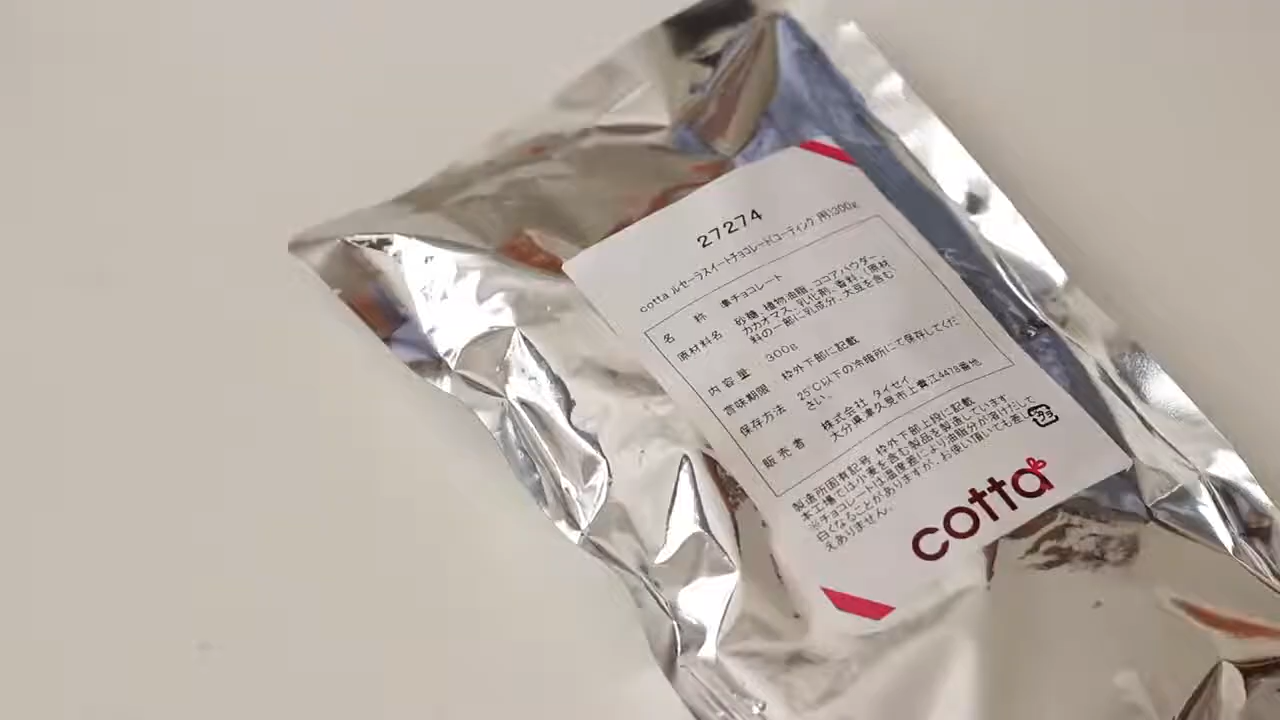 27274
cotta ルセーラスイートチョコレート(コーティング用)300g
名 称 準チョコレート
原材料名 砂糖、植物油脂、ココアパウダー、
カカオマス、乳化剤、香料、(原材
料の一部に乳成分、大豆を含む)
内容量 300g
賞味期限 枠外下部に記載
保存方法 25℃以下の冷暗所にて保存してくだ
さい。
販売者 株式会社 タイセイ
大分県津久見市上青江4478番地
製造所固有記号 枠外下部上段に記載
本工場では小麦を含む製品を製造しています。
※チョコレートは温度差により油脂分が溶けだして
白くなることがありますが、お使い頂いても差し支
えありません。
プラ
cotta